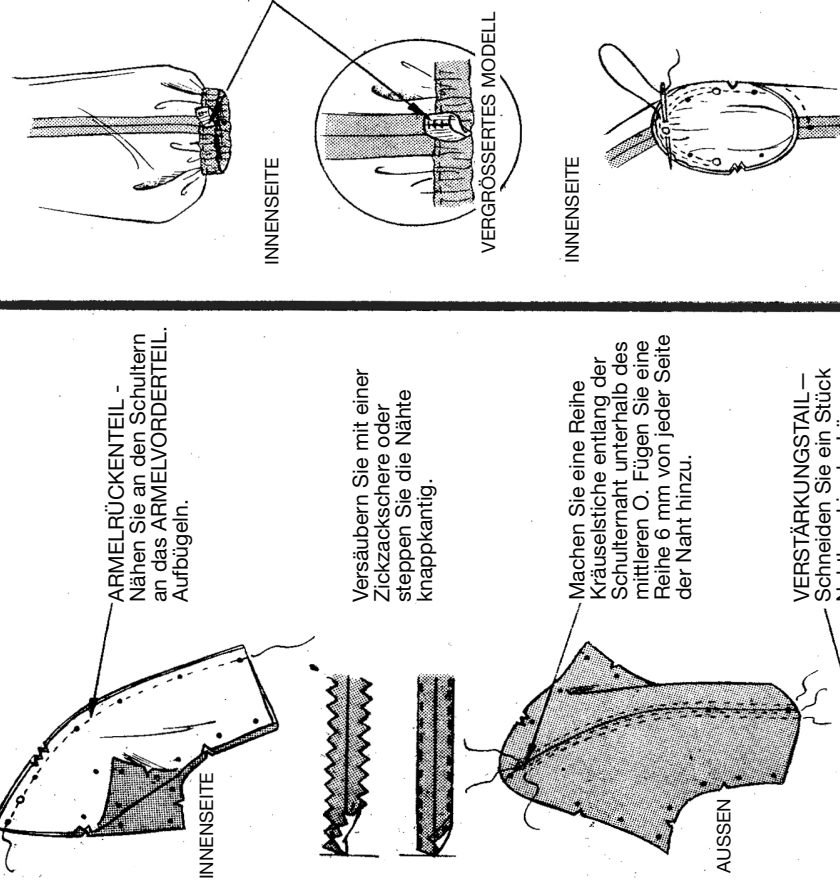 ARMELRÜCKENTEIL -
Nähen Sie an den Schultern
an das ARMELVORDERTEIL.
Aufbügeln.
INNENSEITE
Versäubern Sie mit einer
Zickzackschere oder
steppen Sie die Nähte
knappkantig.
Machen Sie eine Reihe
Kräuselstiche entlang der
Schulternaht unterhalb des
mittleren O. Fügen Sie eine
Reihe 6 mm von jeder Seite
der Naht hinzu.
AUSSEN
VERSTÄRKUNGSTAIL—
Schneiden Sie ein Stück
INNENSEITE
VERGRÖSSERTES MODELL
INNENSEITE